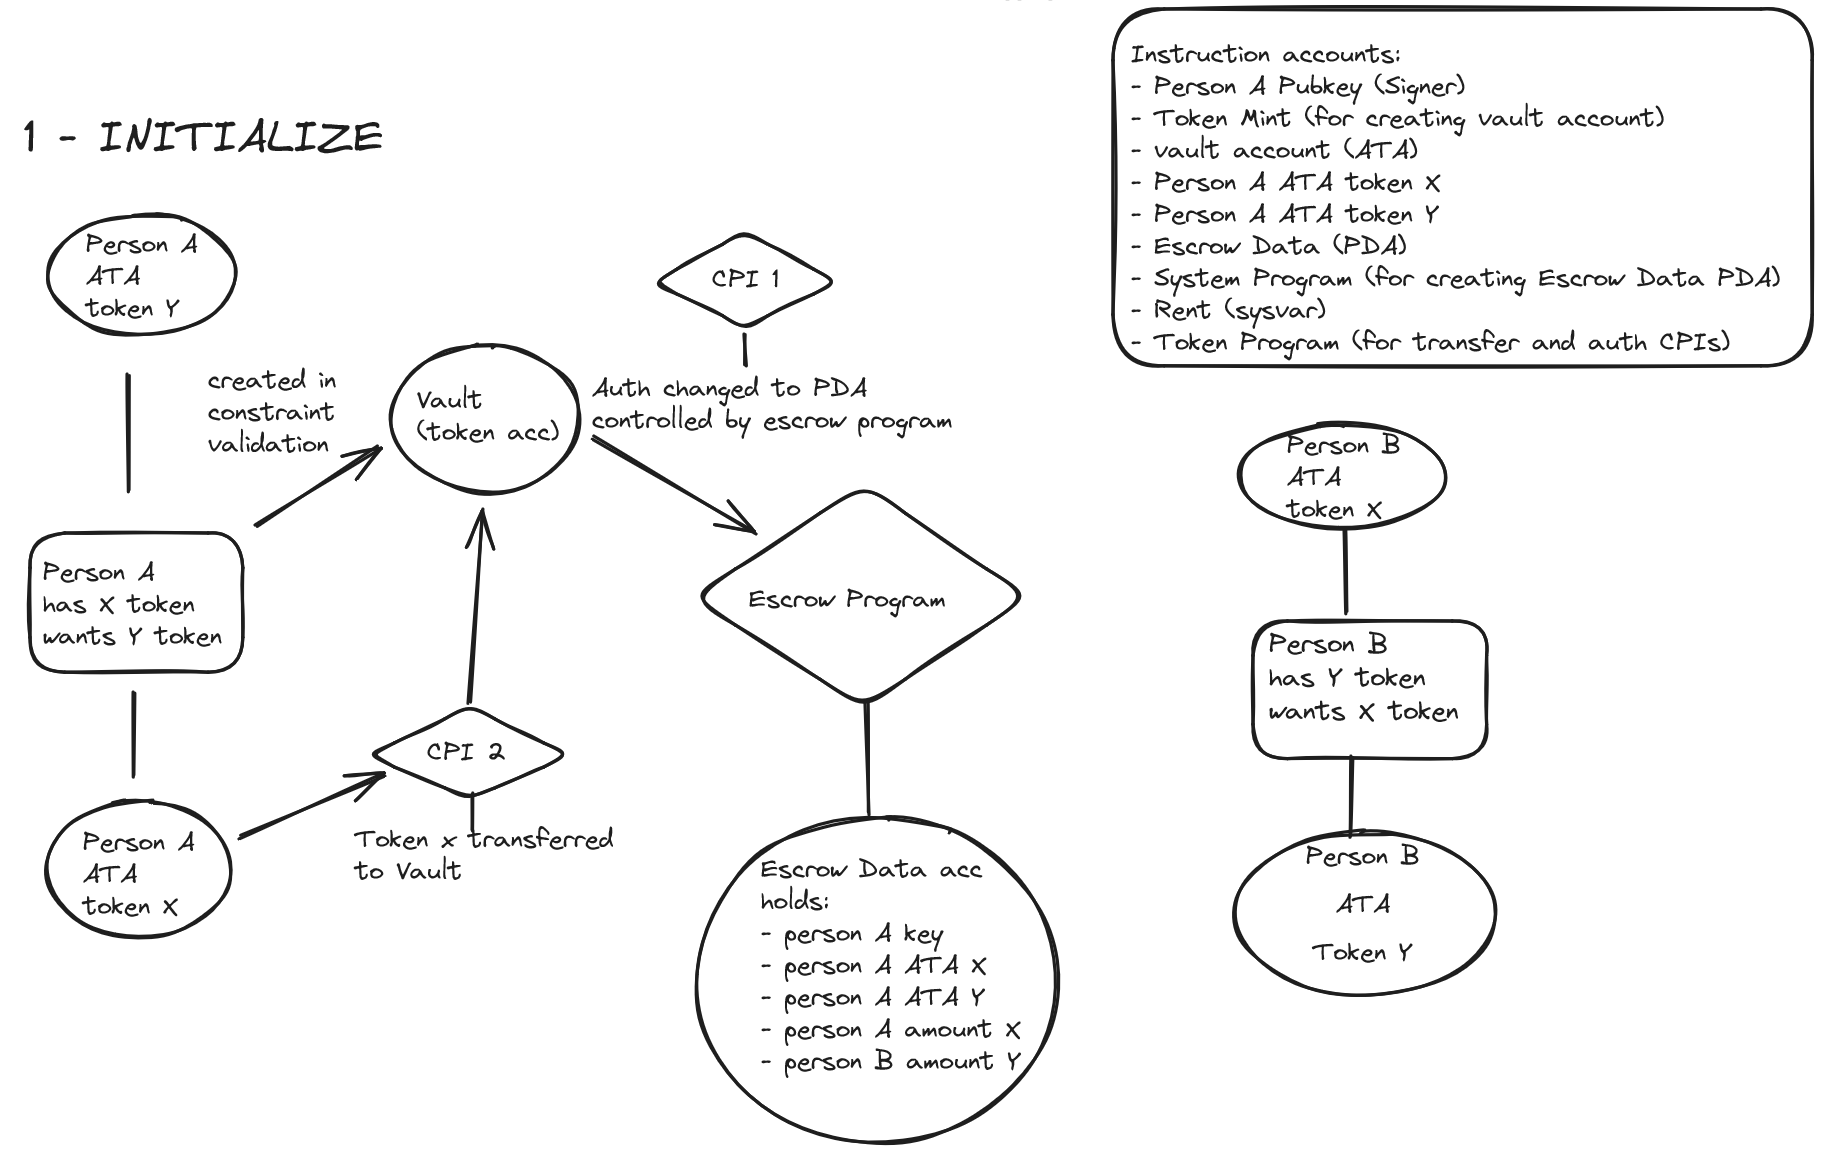 1 - INITIALIZE
Instruction accounts:
- Person A Pubkey (Signer)
- Token Mint (for creating vault account)
- vault account (ATA)
- Person A ATA token X
- Person A ATA token Y
- Escrow Data (PDA)
- System Program (for creating Escrow Data PDA)
- Rent (sysvar)
- Token Program (for transfer and auth CPIs)
Person A
ATA
token Y
created in
constraint
validation
Vault
(token acc)
CPI 1
Auth changed to PDA
controlled by escrow program
Person A
has X token
wants Y token
Escrow Program
CPI 2
Token x transferred
to Vault
Person A
ATA
token X
Escrow Data acc
holds:
- person A key
- person A ATA X
- person A ATA Y
- person A amount X
- person B amount Y
Person B
ATA
token X
Person B
has Y token
wants X token
Person B
ATA
Token Y